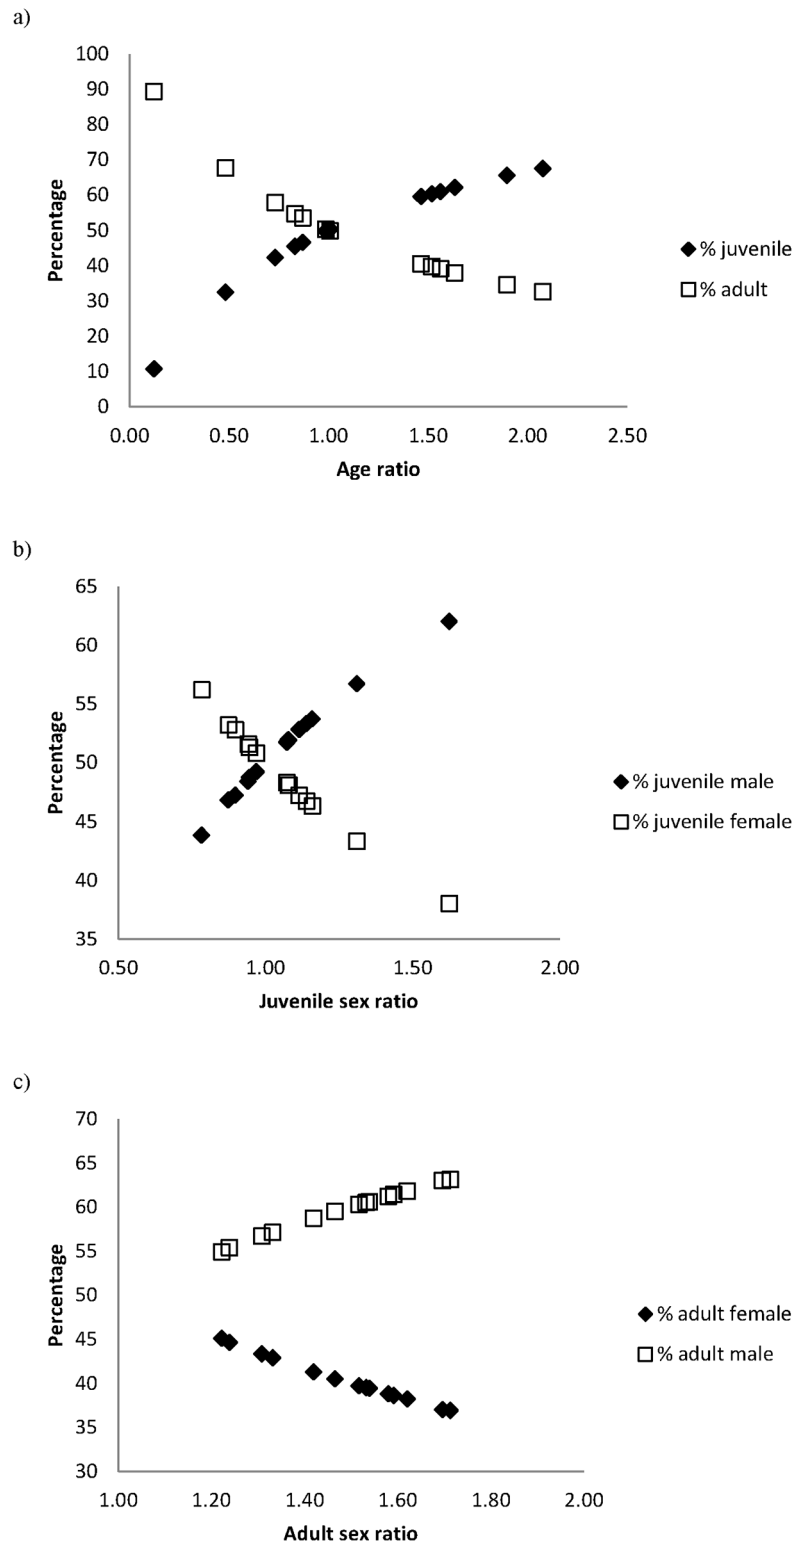 a)
100
90
80
70
60
50
40
30
20
10
0
Percentage
0.00 0.50 1.00 1.50 2.00 2.50
Age ratio
% juvenile
% adult
b)
65
60
55
50
45
40
35
Percentage
0.50 1.00 1.50 2.00
Juvenile sex ratio
% juvenile male
% juvenile female
c)
70
65
60
55
50
45
40
35
30
Percentage
1.00 1.20 1.40 1.60 1.80 2.00
Adult sex ratio
% adult female
% adult male